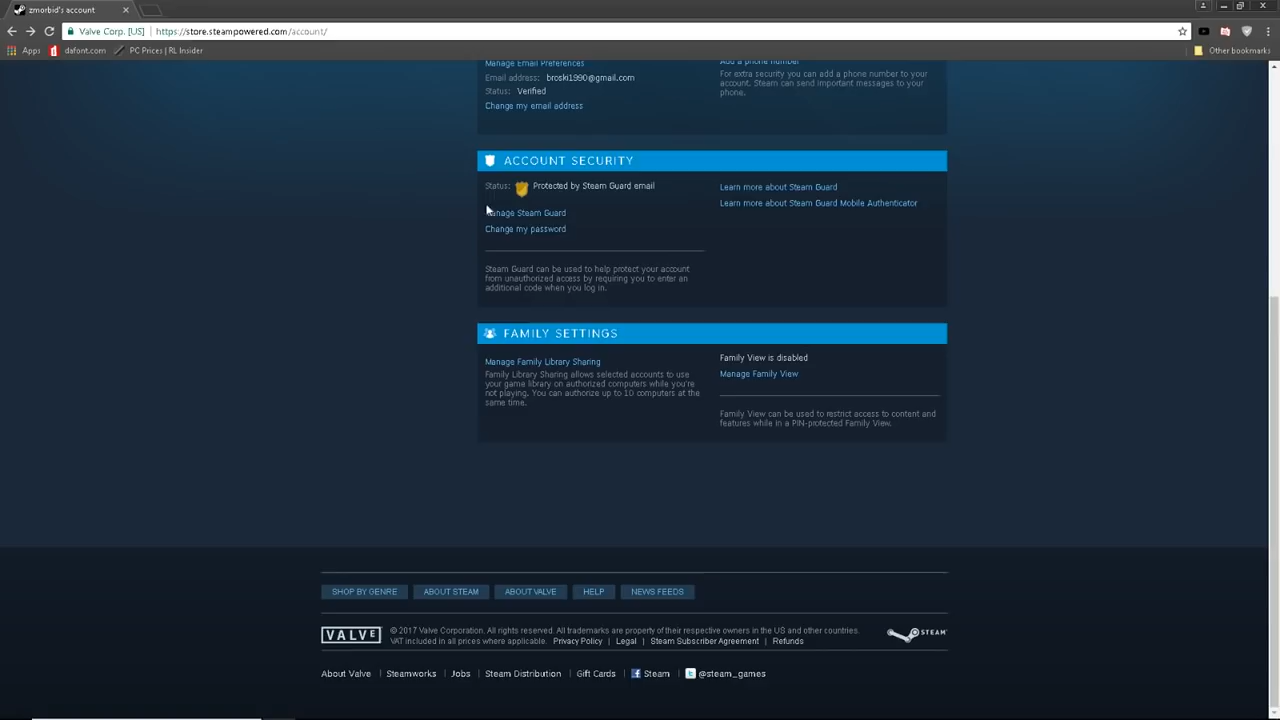 zmorbid's account
Valve Corp. [US] https://store.steampowered.com/account/
Apps dafont.com PC Prices | RL Insider Other bookmarks
Manage Email Preferences
Email address: broski1990@gmail.com
Status: Verified
Change my email address
Add a phone number
For extra security you can add a phone number to your
account. Steam can send important messages to your
phone.
ACCOUNT SECURITY
Status: Protected by Steam Guard email
Manage Steam Guard
Change my password
Steam Guard can be used to help protect your account
from unauthorized access by requiring you to enter an
additional code when you log in.
Learn more about Steam Guard
Learn more about Steam Guard Mobile Authenticator
FAMILY SETTINGS
Manage Family Library Sharing
Family Library Sharing allows selected accounts to use
your game library on authorized computers while you're
not playing. You can authorize up to 10 computers at the
same time.
Family View is disabled
Manage Family View
Family View can be used to restrict access to content and
features while in a PIN-protected Family View.
SHOP BY GENRE ABOUT STEAM ABOUT VALVE HELP NEWS FEEDS
VALVE
© 2017 Valve Corporation. All rights reserved. All trademarks are property of their respective owners in the US and other countries.
VAT included in all prices where applicable. Privacy Policy | Legal | Steam Subscriber Agreement | Refunds
STEAM
About Valve | Steamworks | Jobs | Steam Distribution | Gift Cards | Steam | @steam_games